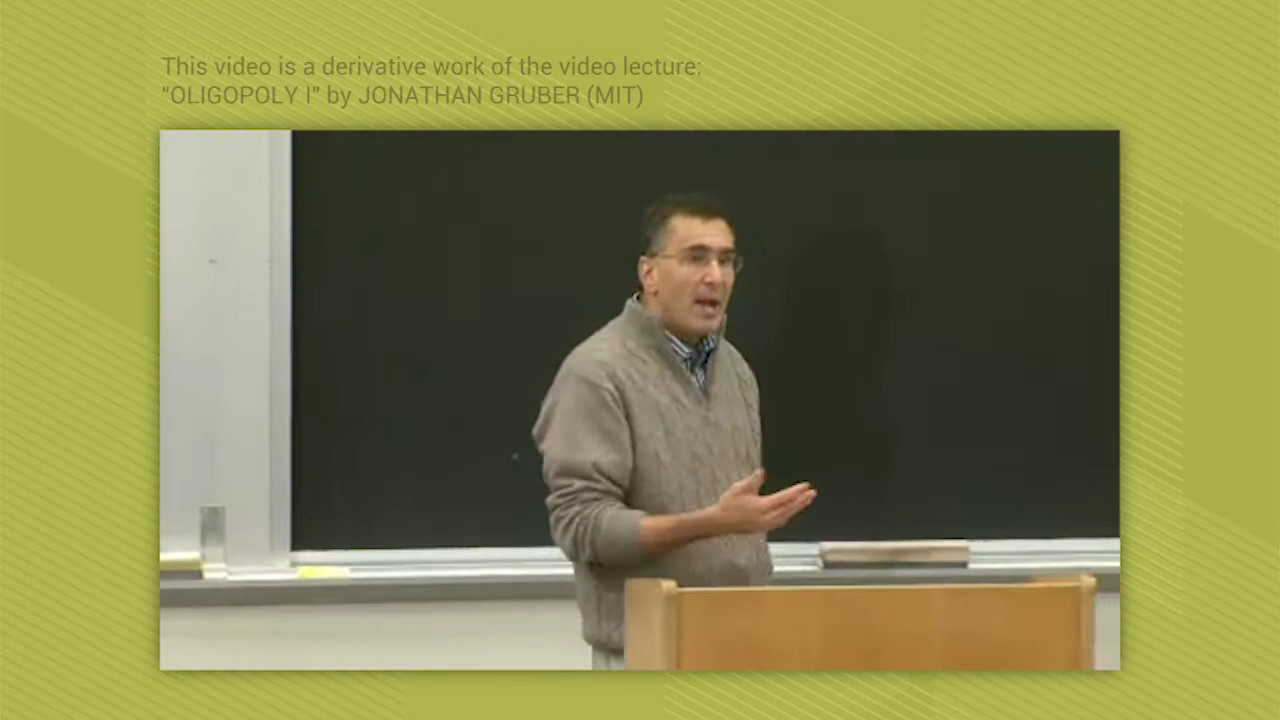 This video is a derivative work of the video lecture:
"OLIGOPOLY I" by JONATHAN GRUBER (MIT)